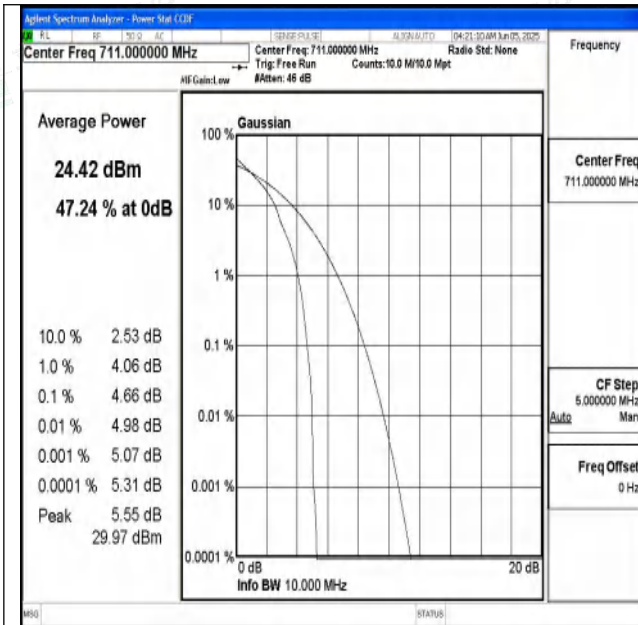 Agilent Spectrum Analyzer - Power Stat CCDF
RL RF 50 Ω AC SENSE:PULSE ALIGN AUTO 04:21:10 AM Jun 05, 2025
Center Freq 711.000000 MHz
Center Freq: 711.000000 MHz Radio Std: None
Trig: Free Run Counts:10.0 M/10.0 Mpt
#IFGain:Low #Atten: 46 dB
Frequency
Average Power
24.42 dBm
47.24 % at 0dB
10.0 % 2.53 dB
1.0 % 4.06 dB
0.1 % 4.66 dB
0.01 % 4.98 dB
0.001 % 5.07 dB
0.0001 % 5.31 dB
Peak 5.55 dB
29.97 dBm
Gaussian
100 %
10 %
1 %
0.1 %
0.01 %
0.001 %
0.0001 %
0 dB 20 dB
Info BW 10.000 MHz
Center Freq
711.000000 MHz
CF Step
5.000000 MHz
Auto Man
Freq Offset
0 Hz
MSG STATUS